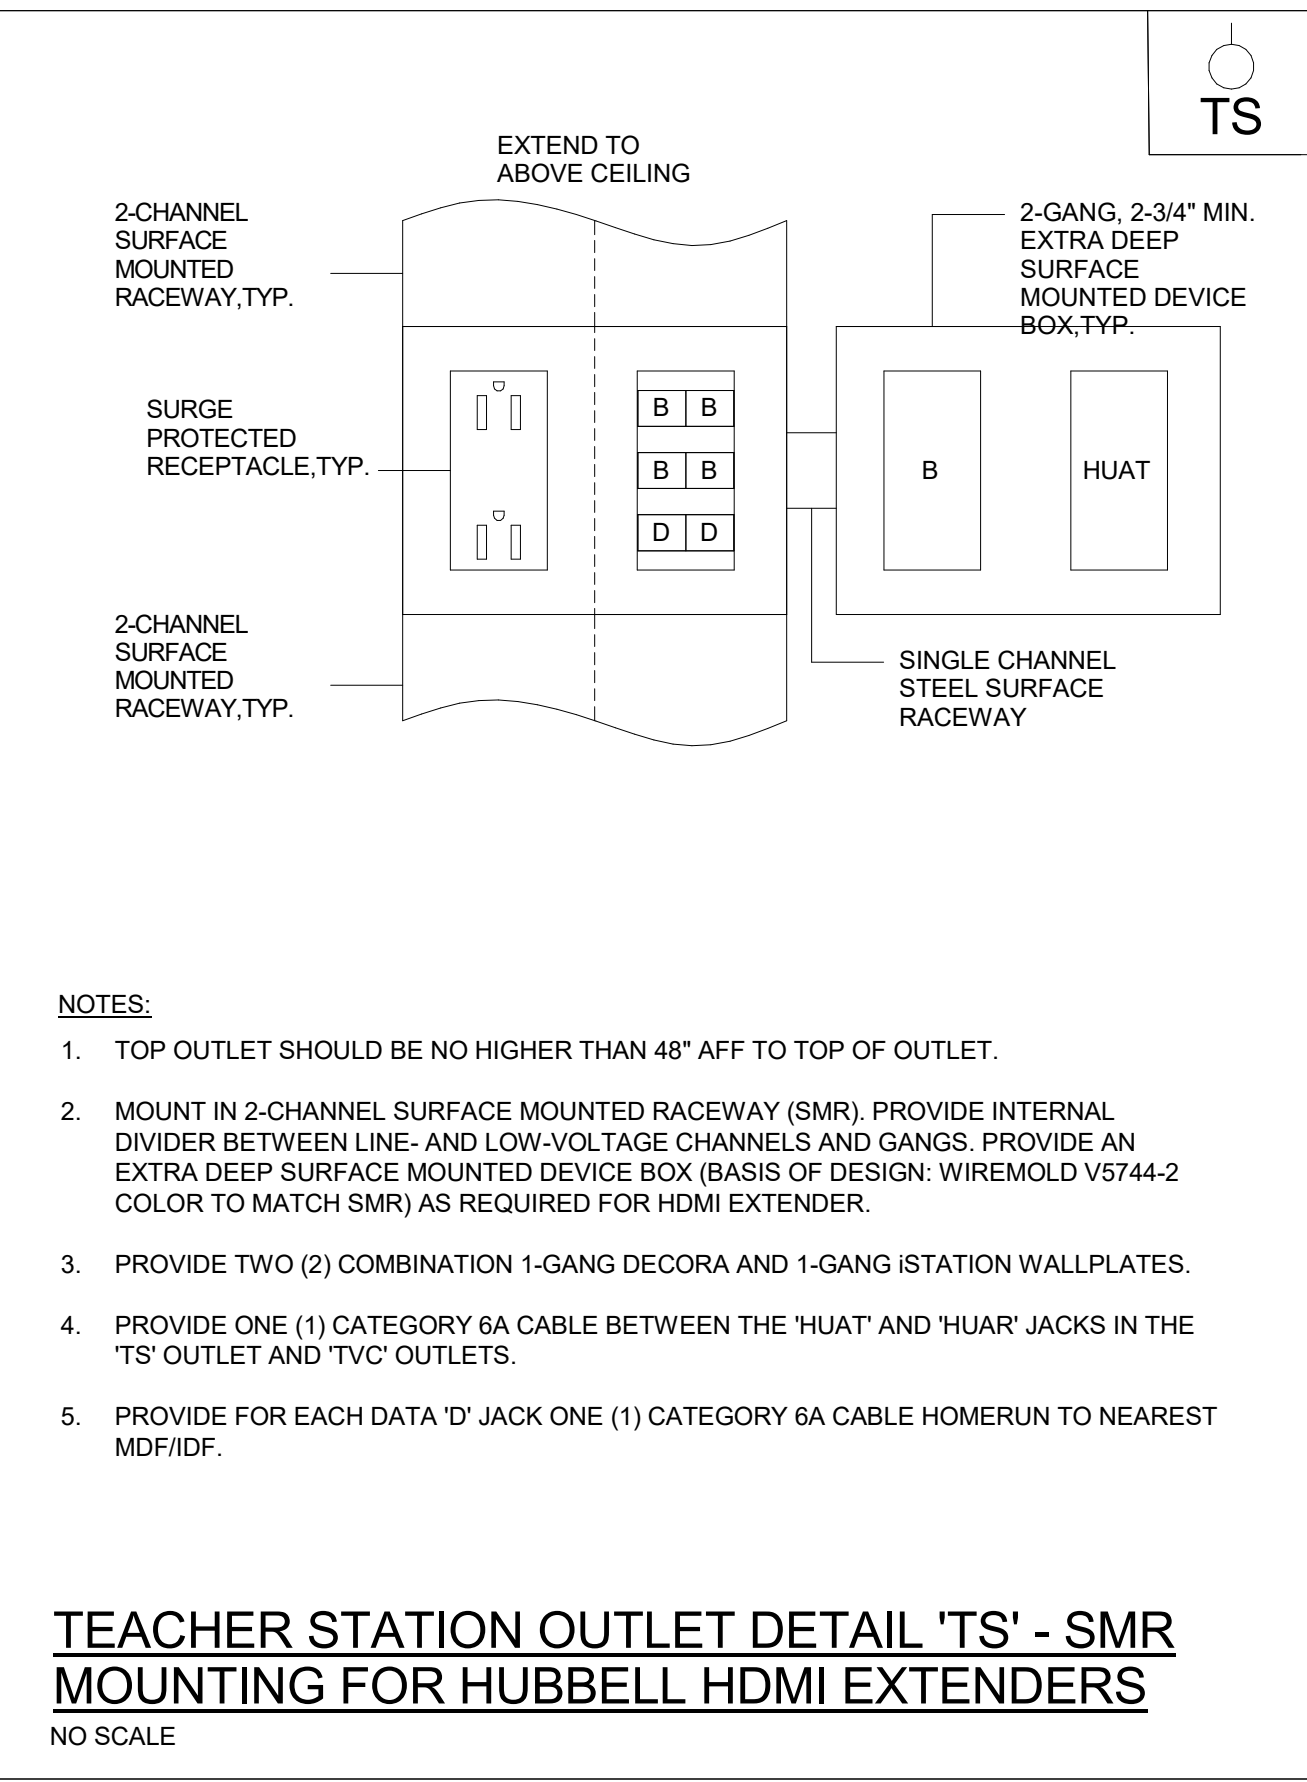 TS
EXTEND TO
ABOVE CEILING
2-CHANNEL
SURFACE
MOUNTED
RACEWAY,TYP.
2-GANG, 2-3/4" MIN.
EXTRA DEEP
SURFACE
MOUNTED DEVICE
BOX,TYP.
SURGE
PROTECTED
RECEPTACLE,TYP.
B B
B B
D D
B
HUAT
2-CHANNEL
SURFACE
MOUNTED
RACEWAY,TYP.
SINGLE CHANNEL
STEEL SURFACE
RACEWAY
NOTES:
1. TOP OUTLET SHOULD BE NO HIGHER THAN 48" AFF TO TOP OF OUTLET.
2. MOUNT IN 2-CHANNEL SURFACE MOUNTED RACEWAY (SMR). PROVIDE INTERNAL
DIVIDER BETWEEN LINE- AND LOW-VOLTAGE CHANNELS AND GANGS. PROVIDE AN
EXTRA DEEP SURFACE MOUNTED DEVICE BOX (BASIS OF DESIGN: WIREMOLD V5744-2
COLOR TO MATCH SMR) AS REQUIRED FOR HDMI EXTENDER.
3. PROVIDE TWO (2) COMBINATION 1-GANG DECORA AND 1-GANG iSTATION WALLPLATES.
4. PROVIDE ONE (1) CATEGORY 6A CABLE BETWEEN THE 'HUAT' AND 'HUAR' JACKS IN THE
'TS' OUTLET AND 'TVC' OUTLETS.
5. PROVIDE FOR EACH DATA 'D' JACK ONE (1) CATEGORY 6A CABLE HOMERUN TO NEAREST
MDF/IDF.
TEACHER STATION OUTLET DETAIL 'TS' - SMR
MOUNTING FOR HUBBELL HDMI EXTENDERS
NO SCALE